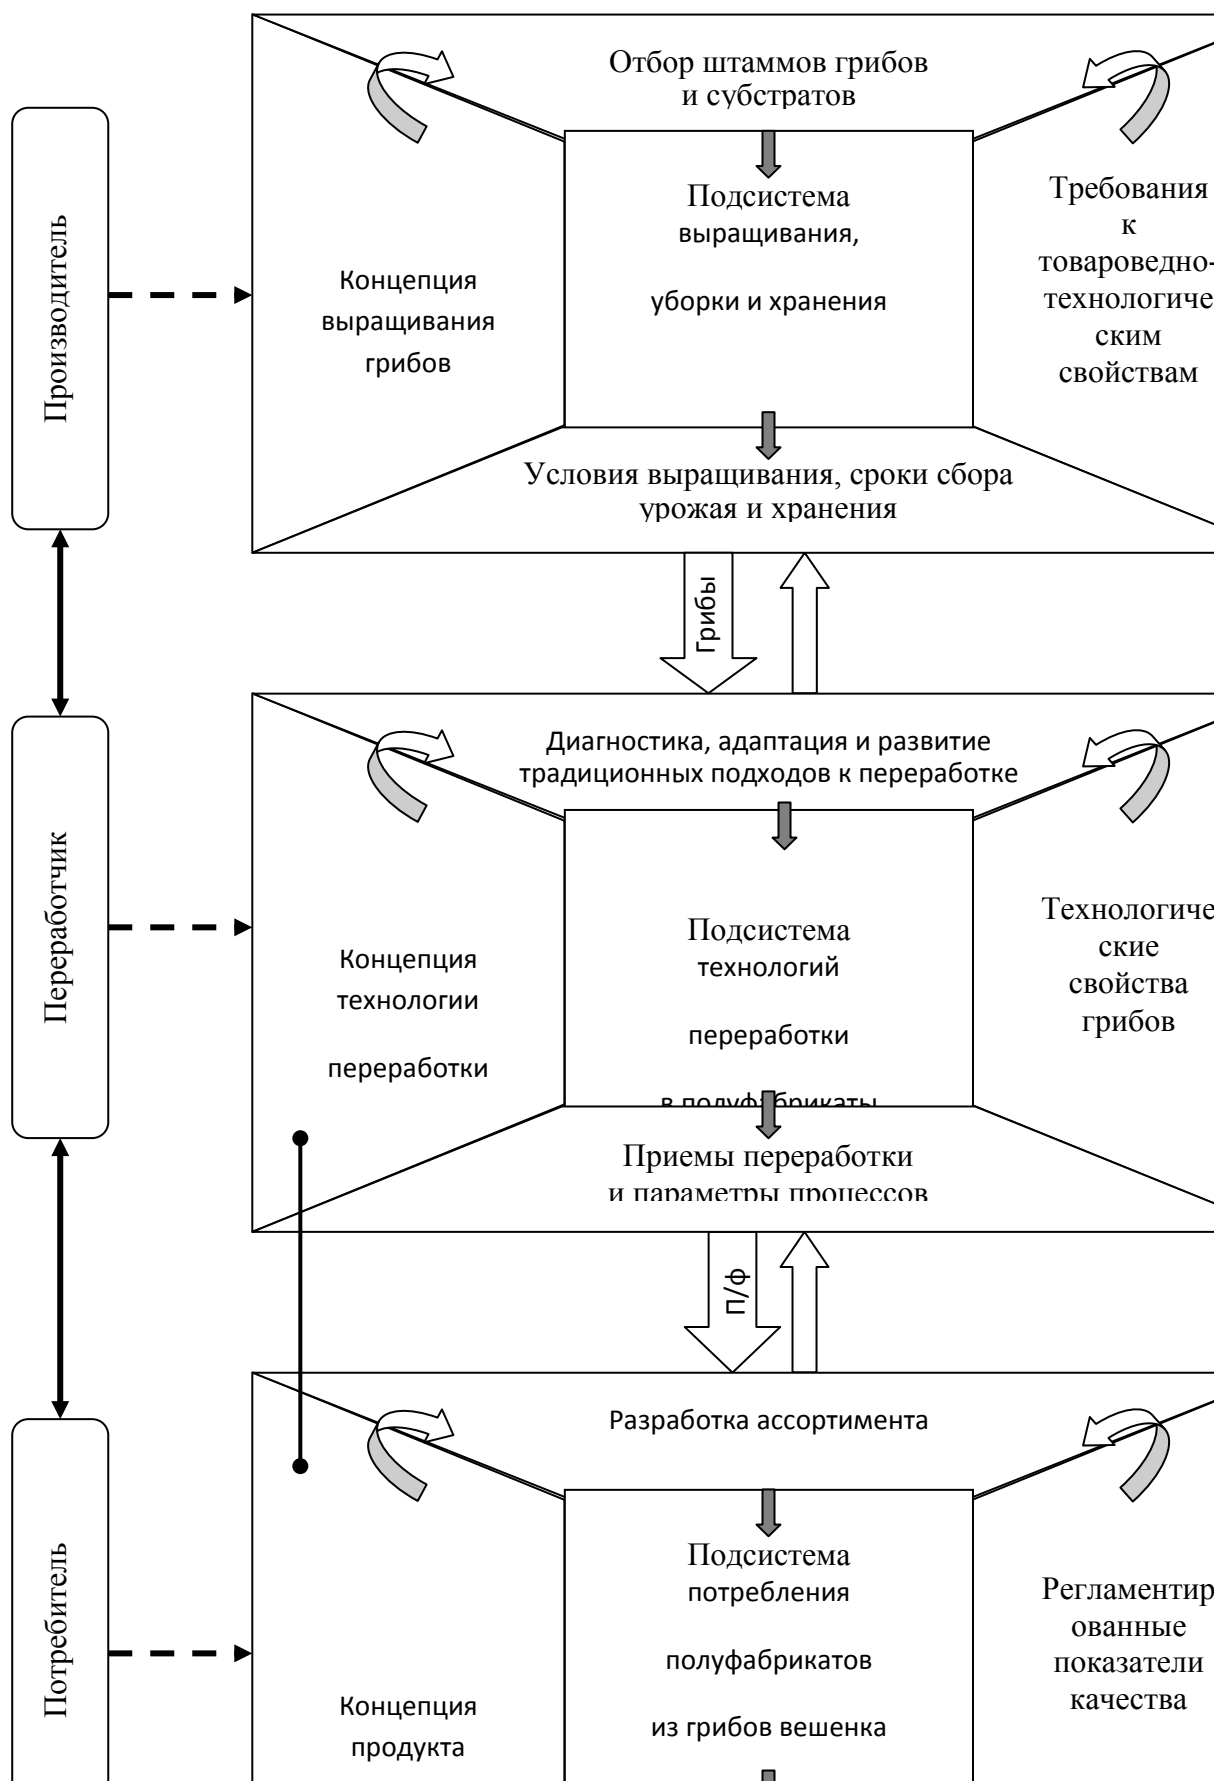 Отбор штаммов грибов
и субстратов
Производитель
Концепция
выращивания
грибов
Подсистема
выращивания,
уборки и хранения
Требования
к
товароведно-
технологиче
ским
свойствам
Условия выращивания, сроки сбора
урожая и хранения
Грибы
Диагностика, адаптация и развитие
традиционных подходов к переработке
Переработчик
Концепция
технологии
переработки
Подсистема
технологий
переработки
в полуфабрикаты
Технологиче
ские
свойства
грибов
Приемы переработки
и параметры процессов
П/ф
Разработка ассортимента
Потребитель
Концепция
продукта
Подсистема
потребления
полуфабрикатов
из грибов вешенка
Регламентир
ованные
показатели
качества